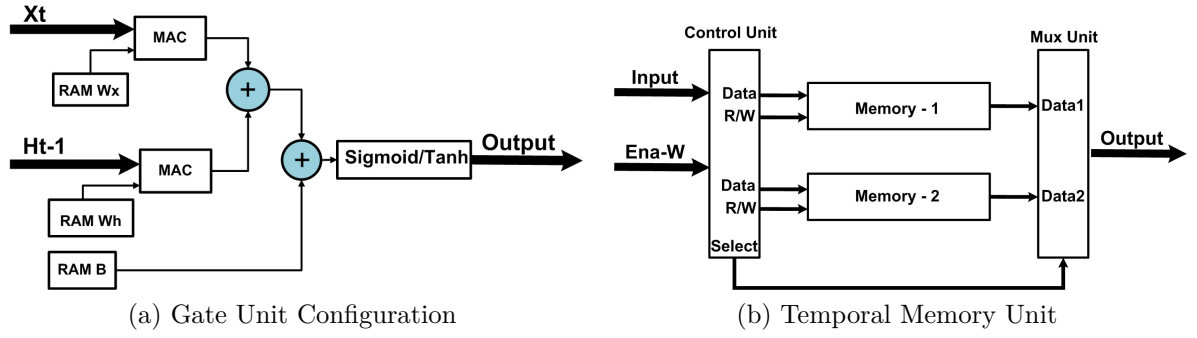 Xt
MAC
RAM Wx
+
Ht-1
MAC
+
Sigmoid/Tanh
Output
RAM Wh
RAM B
(a) Gate Unit Configuration
Control Unit
Mux Unit
Input
Data
R/W
Memory - 1
Data1
Output
Ena-W
Data
R/W
Memory - 2
Data2
Select
(b) Temporal Memory Unit